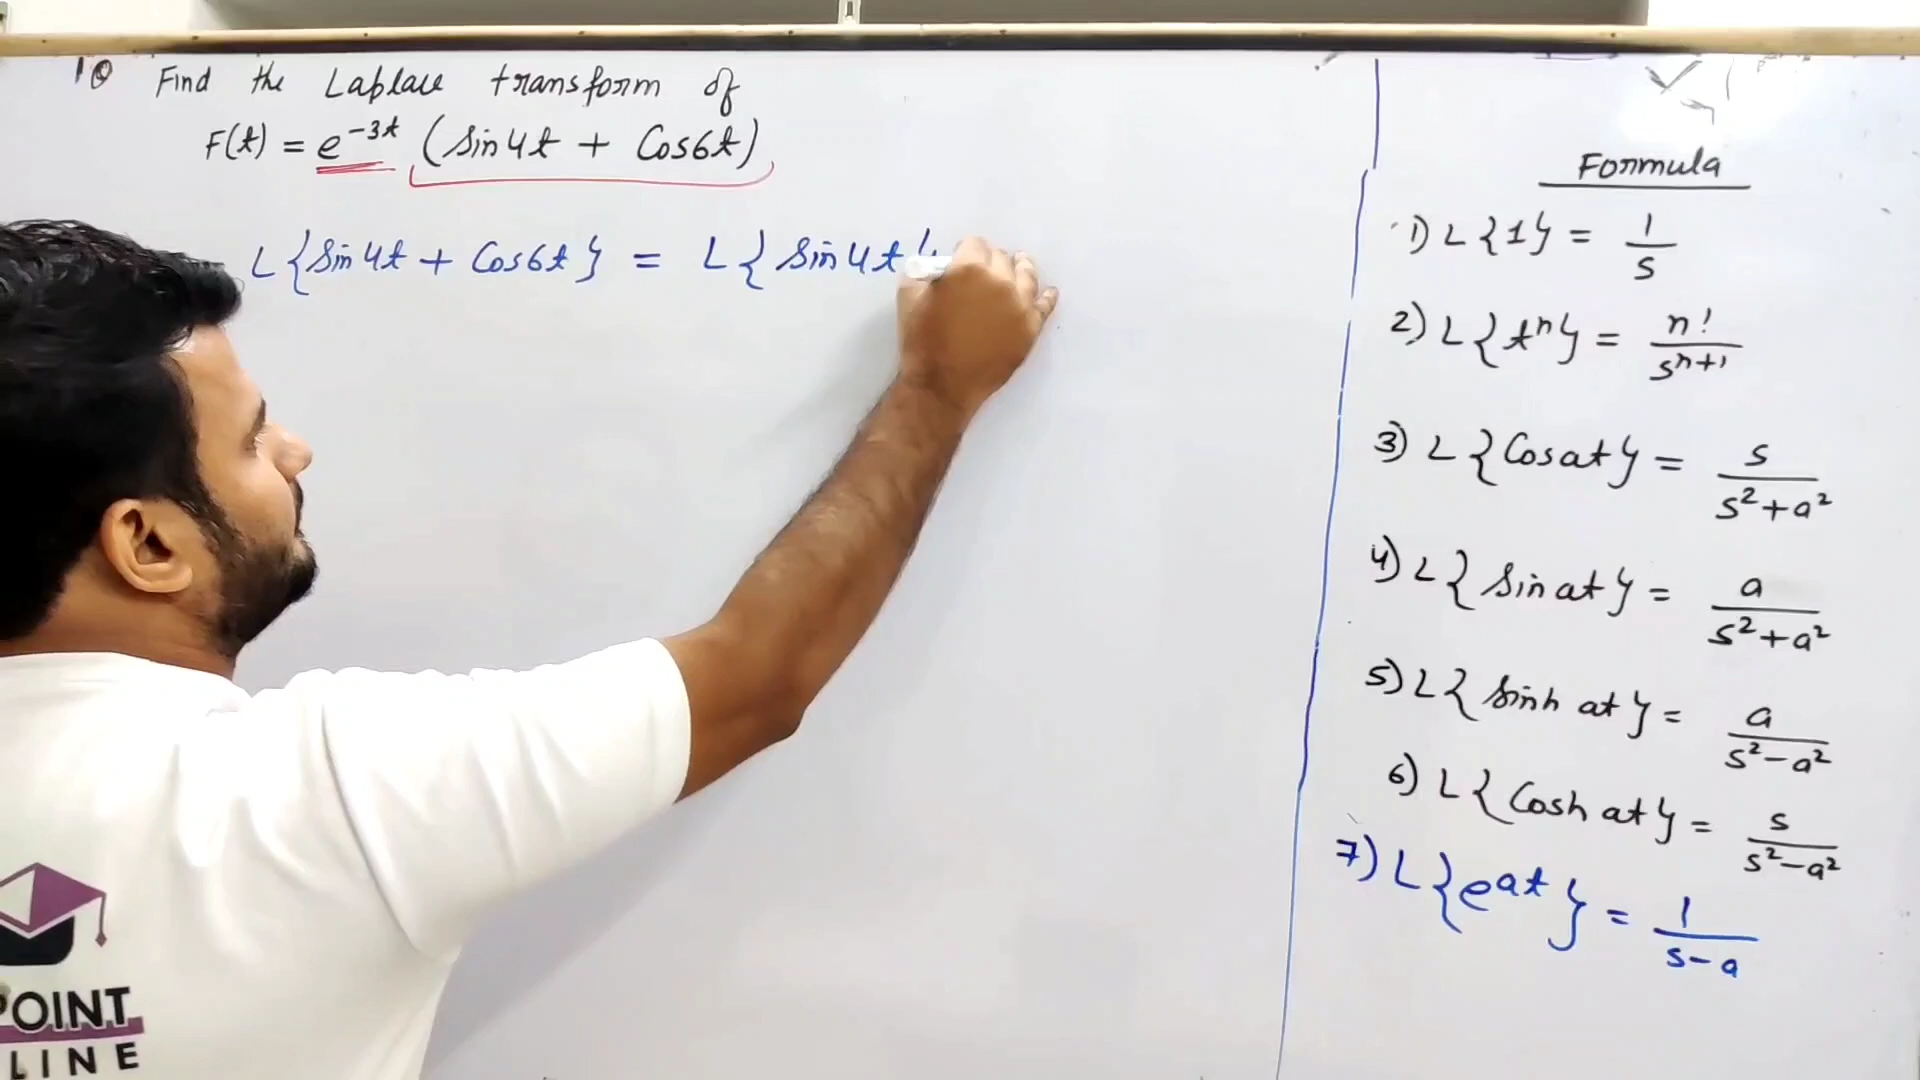 1Q Find the Laplace transform of
F(t) = e^-3t (Sin4t + Cos6t)
L{Sin4t + Cos6t} = L{Sin4t}
Formula
1) L{1} = 1/s
2) L{t^n} = n!/s^n+1
3) L{Cosat} = s/s²+a²
4) L{Sinat} = a/s²+a²
5) L{Sinh at} = a/s²-a²
6) L{Cosh at} = s/s²-a²
7) L{e^at} = 1/s-a
POINT
LINE